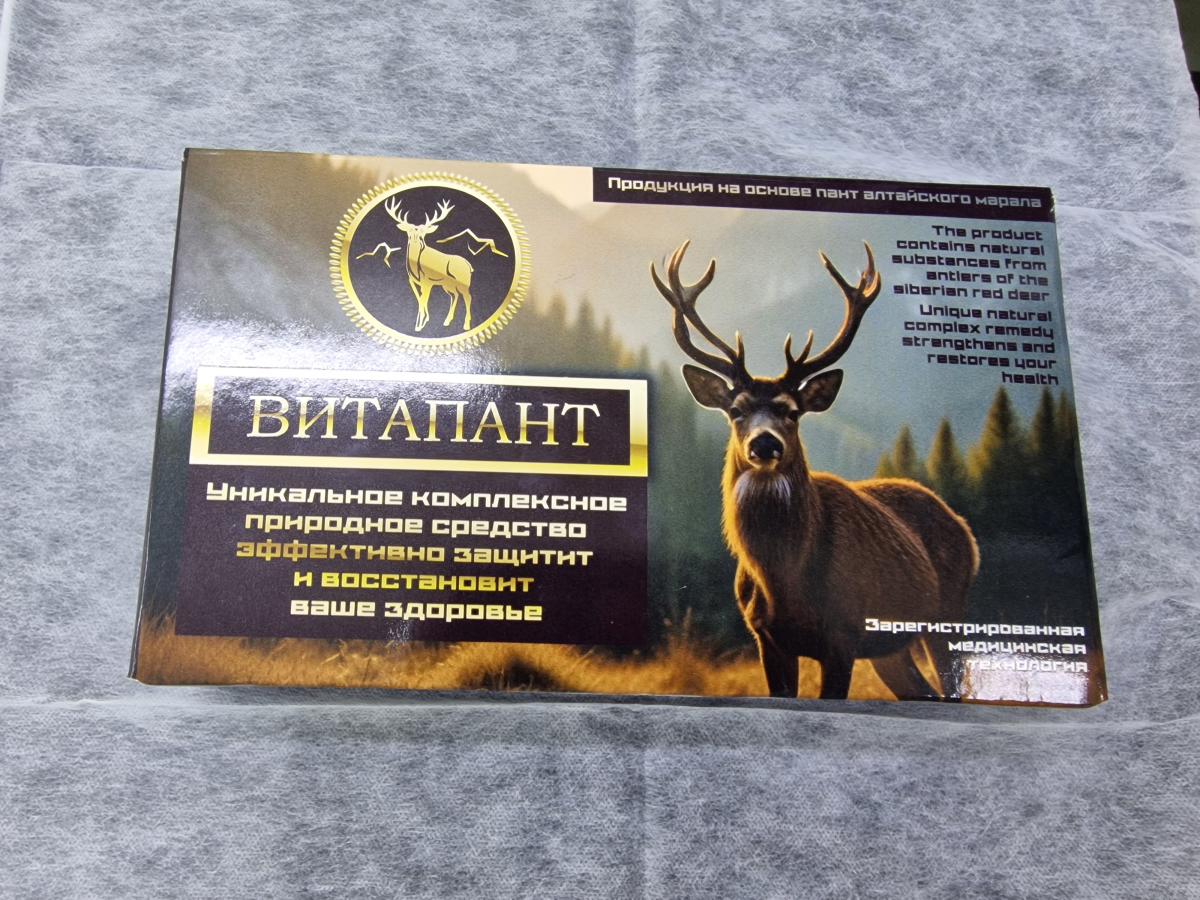 Продукция на основе пант алтайского марала
The product
contains natural
substances from
antlers of the
siberian red deer
Unique natural
complex remedy
strengthens and
restores your
health
ВИТАПАНТ
Уникальное комплексное
природное средство
эффективно защитит
и восстановит
ваше здоровье
Зарегистрированная
медицинская
технология